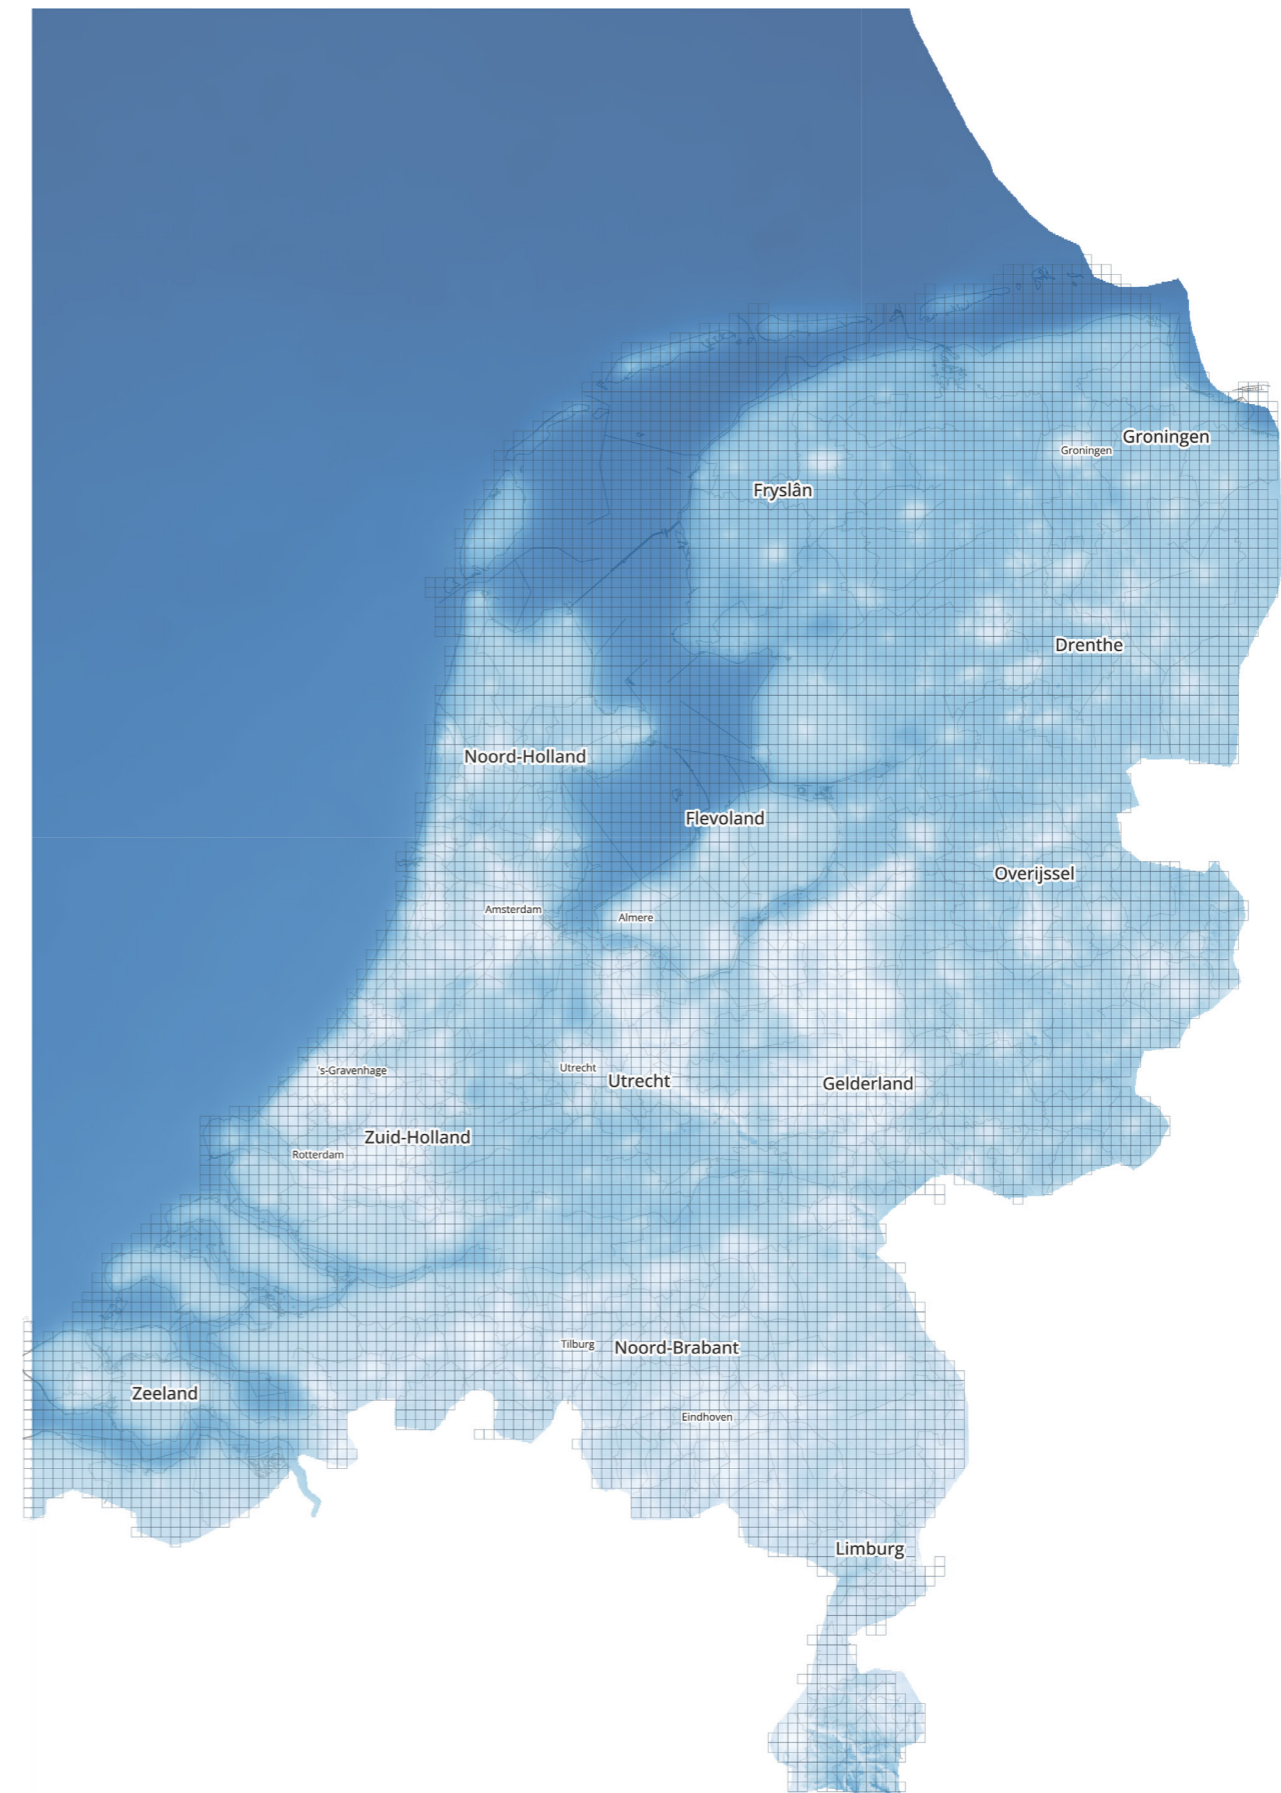 Groningen
Groningen
Fryslân
Drenthe
Noord-Holland
Flevoland
Overijssel
Amsterdam
Almere
Utrecht
's-Gravenhage
Utrecht
Gelderland
Zuid-Holland
Rotterdam
Tilburg
Noord-Brabant
Zeeland
Eindhoven
Limburg